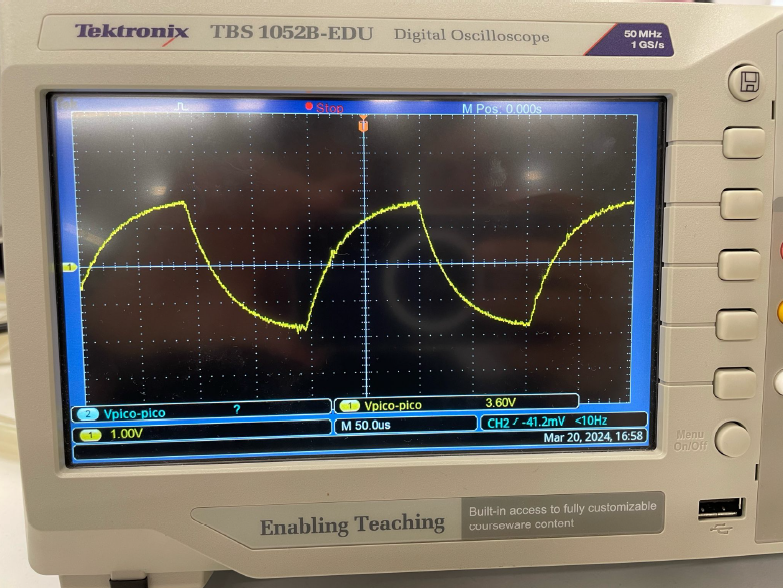 Tektronix TBS 1052B-EDU Digital Oscilloscope
50 MHz
1 GS/s
Stop M Pos: 0.000s
1
2 Vpico-pico ?
1 Vpico-pico 3.60V
1 1.00V
M 50.0us
CH2 -41.2mV <10Hz
Mar 20, 2024, 16:58
Menu
On/Off
Enabling Teaching
Built-in access to fully customizable
courseware content